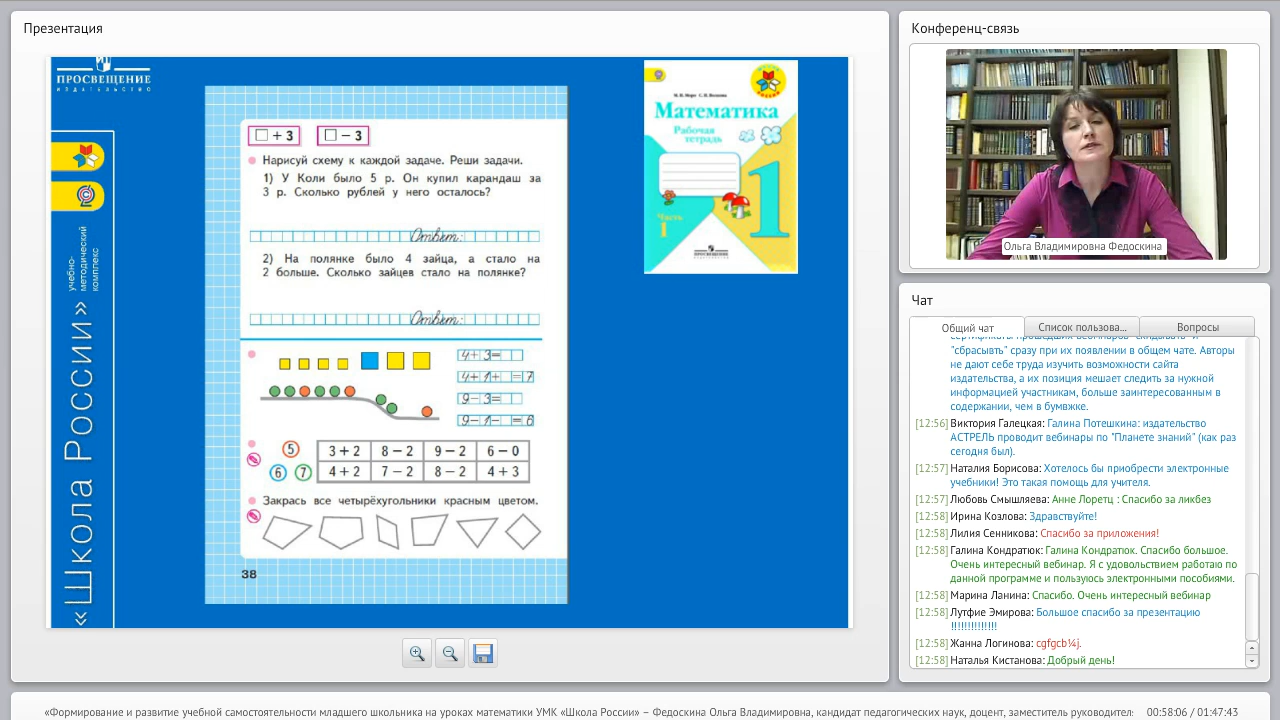 Презентация
ПРОСВЕЩЕНИЕ
ИЗДАТЕЛЬСТВО
учебно-
методический
комплекс
«Школа России»
□ + 3
□ − 3
Нарисуй схему к каждой задаче. Реши задачи.
1) У Коли было 5 р. Он купил карандаш за
3 р. Сколько рублей у него осталось?
Ответ:
2) На полянке было 4 зайца, а стало на
2 больше. Сколько зайцев стало на полянке?
Ответ:
4+3=
4+1+ =7
9-3=
9-1- =6
5
6 7
3 + 2 8 − 2 9 − 2 6 − 0
4 + 2 7 − 2 8 − 2 4 + 3
Закрась все четырёхугольники красным цветом.
38
Математика
Рабочая
тетрадь
1
Часть
1
Конференц-связь
Ольга Владимировна Федоскина
Чат
Общий чат
Список пользова...
Вопросы
"сбрасывть" сразу при их появлении в общем чате. Авторы
не дают себе труда изучить возможности сайта
издательства, а их позиция мешает следить за нужной
информацией участникам, больше заинтересованным в
содержании, чем в бумвжке.
[12:56] Виктория Галецкая: Галина Потешкина: издательство
АСТРЕЛЬ проводит вебинары по "Планете знаний" (как раз
сегодня был).
[12:57] Наталия Борисова: Хотелось бы приобрести электронные
учебники! Это такая помощь для учителя.
[12:57] Любовь Смышляева: Анне Лоретц : Спасибо за ликбез
[12:58] Ирина Козлова: Здравствуйте!
[12:58] Лилия Сенникова: Спасибо за приложения!
[12:58] Галина Кондратюк: Галина Кондратюк. Спасибо большое.
Очень интересный вебинар. Я с удовольствием работаю по
данной программе и пользуюсь электронными пособиями.
[12:58] Марина Ланина: Спасибо. Очень интересный вебинар
[12:58] Лутфие Эмирова: Большое спасибо за презентацию
!!!!!!!!!!!!!!
[12:58] Жанна Логинова: cgfgcb¼j.
[12:58] Наталья Кистанова: Добрый день!
«Формирование и развитие учебной самостоятельности младшего школьника на уроках математики УМК «Школа России» – Федоскина Ольга Владимировна, кандидат педагогических наук, доцент, заместитель руководител
00:58:06 / 01:47:43